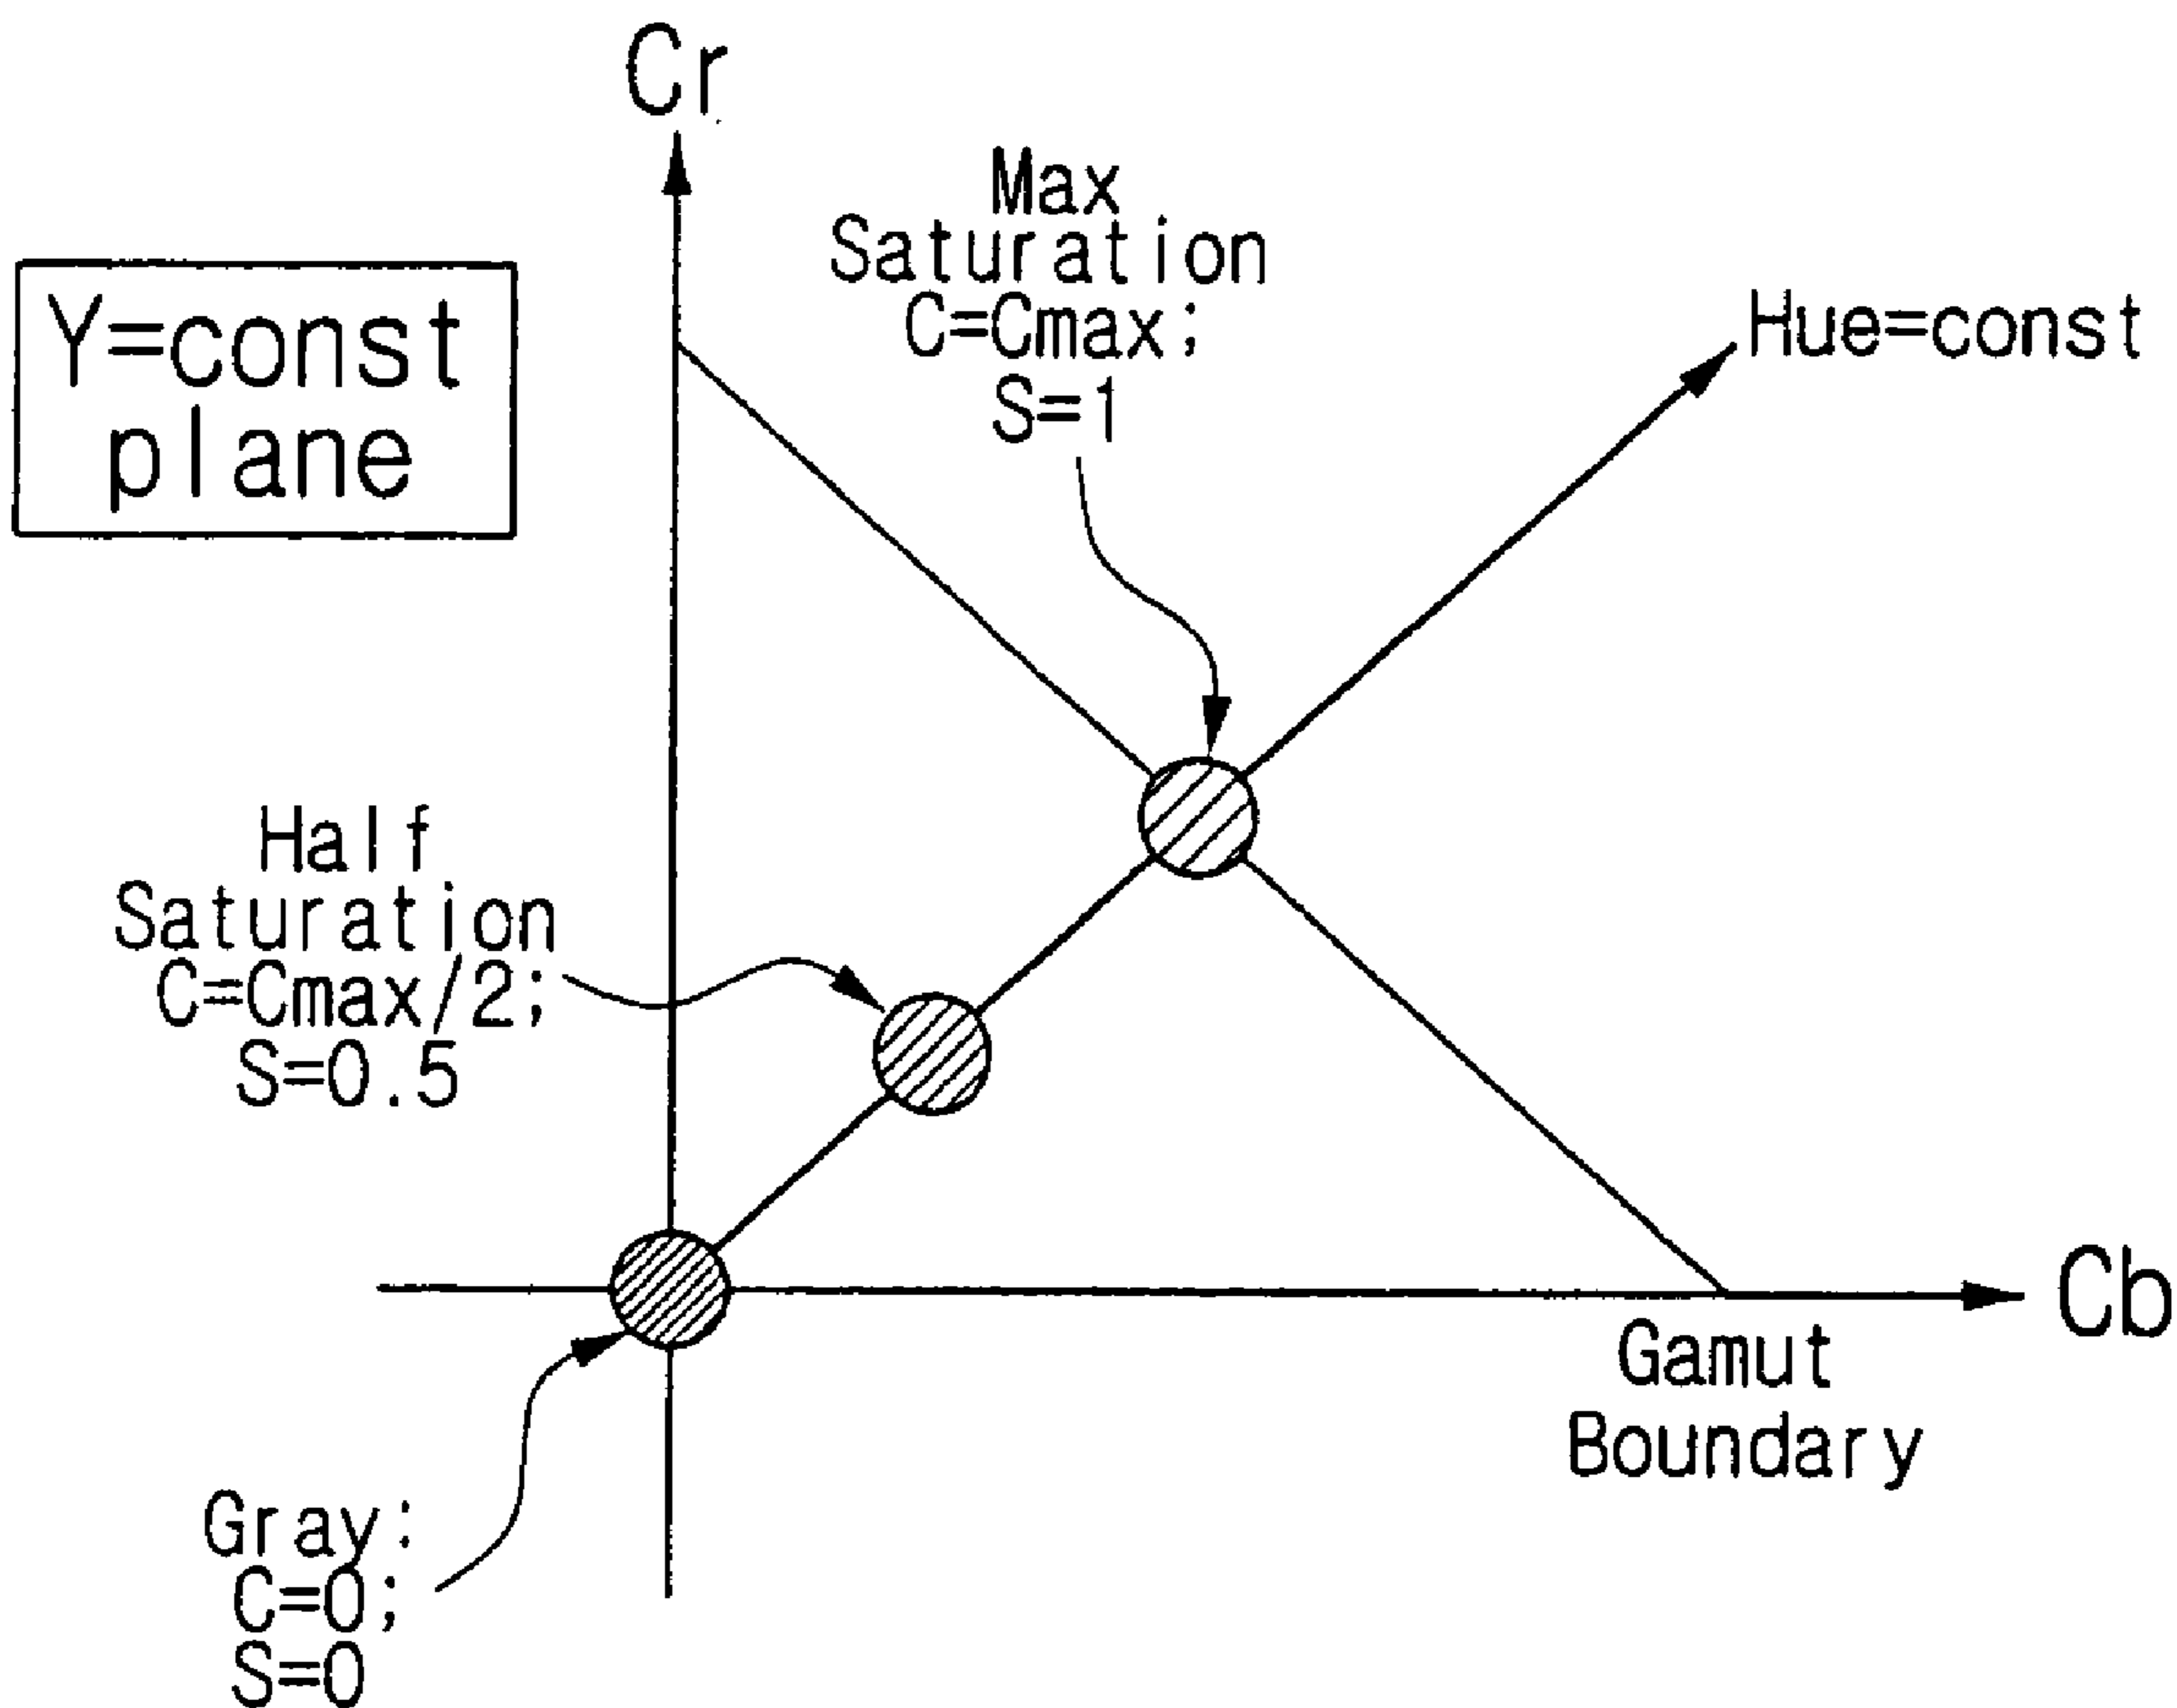 Cr
Max
Saturation
C=Cmax;
S=1
Y=const
plane
Hue=const
Half
Saturation
C=Cmax/2;
S=0.5
Cb
Gamut
Boundary
Gray:
C=0;
S=0